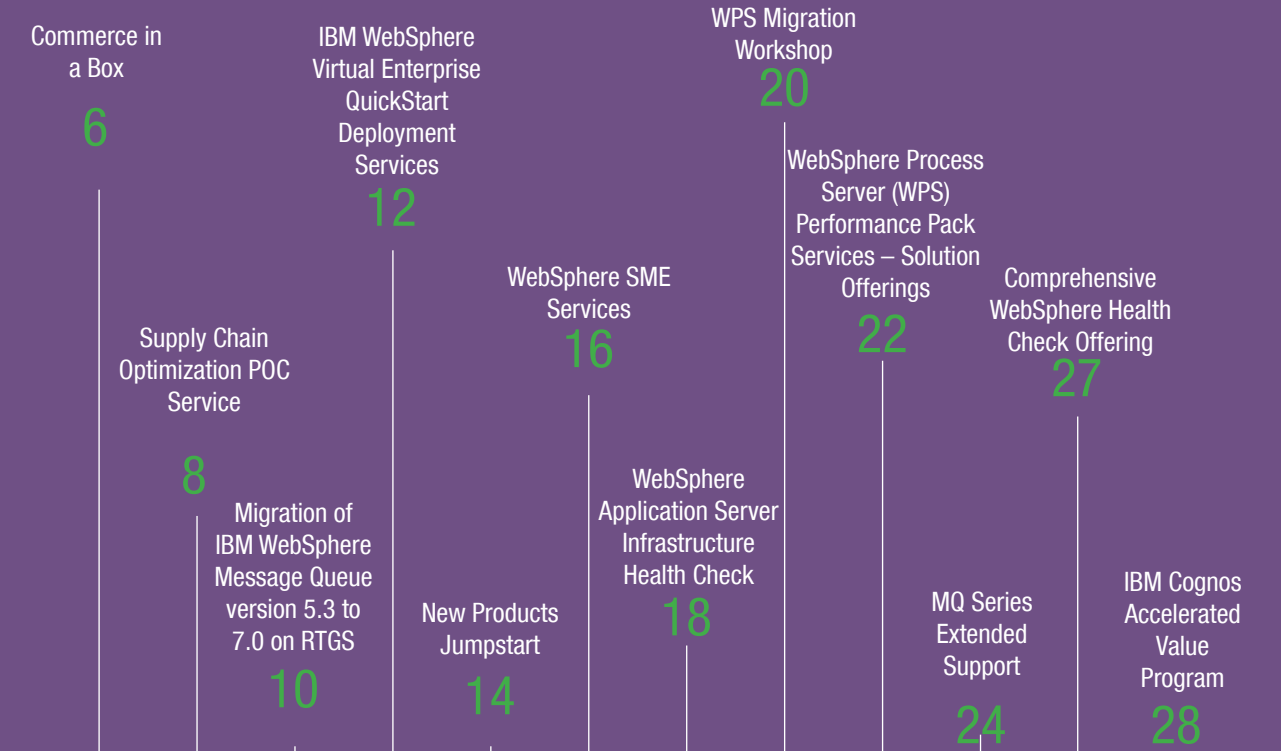 Commerce in
a Box
6
Supply Chain
Optimization POC
Service
8
Migration of
IBM WebSphere
Message Queue
version 5.3 to
7.0 on RTGS
10
IBM WebSphere
Virtual Enterprise
QuickStart
Deployment
Services
12
New Products
Jumpstart
14
WebSphere SME
Services
16
WebSphere
Application Server
Infrastructure
Health Check
18
WPS Migration
Workshop
20
WebSphere Process
Server (WPS)
Performance Pack
Services – Solution
Offerings
22
MQ Series
Extended
Support
24
Comprehensive
WebSphere Health
Check Offering
27
IBM Cognos
Accelerated
Value
Program
28